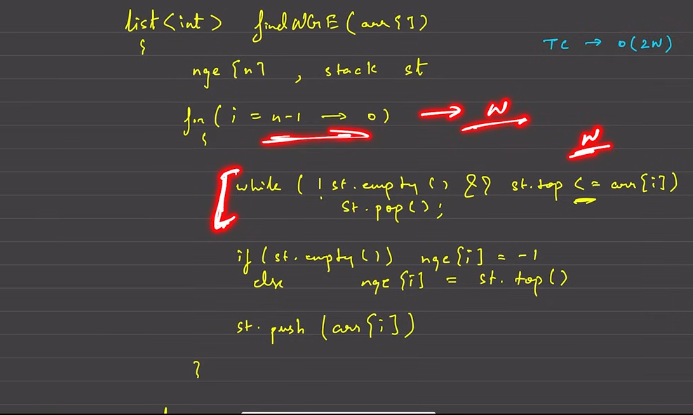 list<int> findNGE(arr[])
{
TC → O(2N)
nge[n] , stack st
for( i = n-1 → 0) → N
{
N
while ( ! st.empty() && st.top <= arr[i])
st.pop();
if (st.empty()) nge[i] = -1
else nge[i] = st.top()
st.push (arr[i])
}